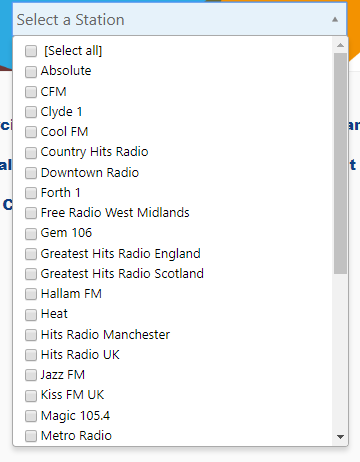 Select a Station
[Select all]
Absolute
CFM
Clyde 1
Cool FM
Country Hits Radio
Downtown Radio
Forth 1
Free Radio West Midlands
Gem 106
Greatest Hits Radio England
Greatest Hits Radio Scotland
Hallam FM
Heat
Hits Radio Manchester
Hits Radio UK
Jazz FM
Kiss FM UK
Magic 105.4
Metro Radio